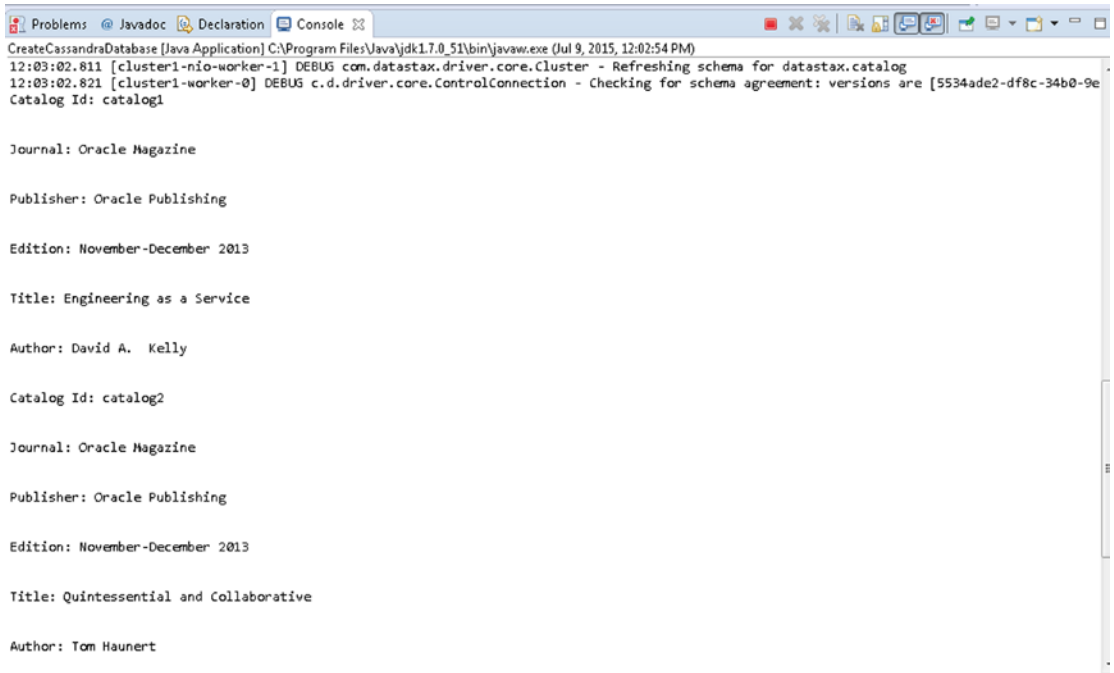 Problems @ Javadoc Declaration Console
CreateCassandraDatabase [Java Application] C:\Program Files\Java\jdk1.7.0_51\bin\javaw.exe (Jul 9, 2015, 12:02:54 PM)
12:03:02.811 [cluster1-nio-worker-1] DEBUG com.datastax.driver.core.Cluster - Refreshing schema for datastax.catalog
12:03:02.821 [cluster1-worker-0] DEBUG c.d.driver.core.ControlConnection - Checking for schema agreement: versions are [5534ade2-df8c-34b0-9e
Catalog Id: catalog1
Journal: Oracle Magazine
Publisher: Oracle Publishing
Edition: November-December 2013
Title: Engineering as a Service
Author: David A.  Kelly
Catalog Id: catalog2
Journal: Oracle Magazine
Publisher: Oracle Publishing
Edition: November-December 2013
Title: Quintessential and Collaborative
Author: Tom Haunert